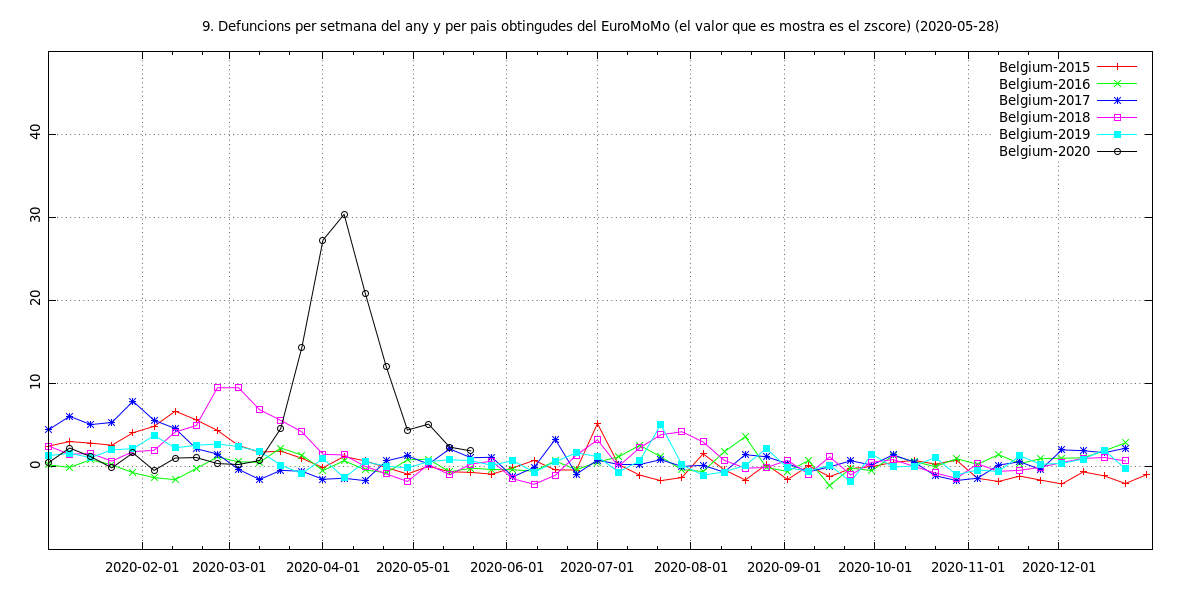 9. Defuncions per setmana del any y per pais obtingudes del EuroMoMo (el valor que es mostra es el zscore) (2020-05-28)
Belgium-2015
Belgium-2016
Belgium-2017
Belgium-2018
Belgium-2019
Belgium-2020
40
30
20
10
0
2020-02-01 2020-03-01 2020-04-01 2020-05-01 2020-06-01 2020-07-01 2020-08-01 2020-09-01 2020-10-01 2020-11-01 2020-12-01